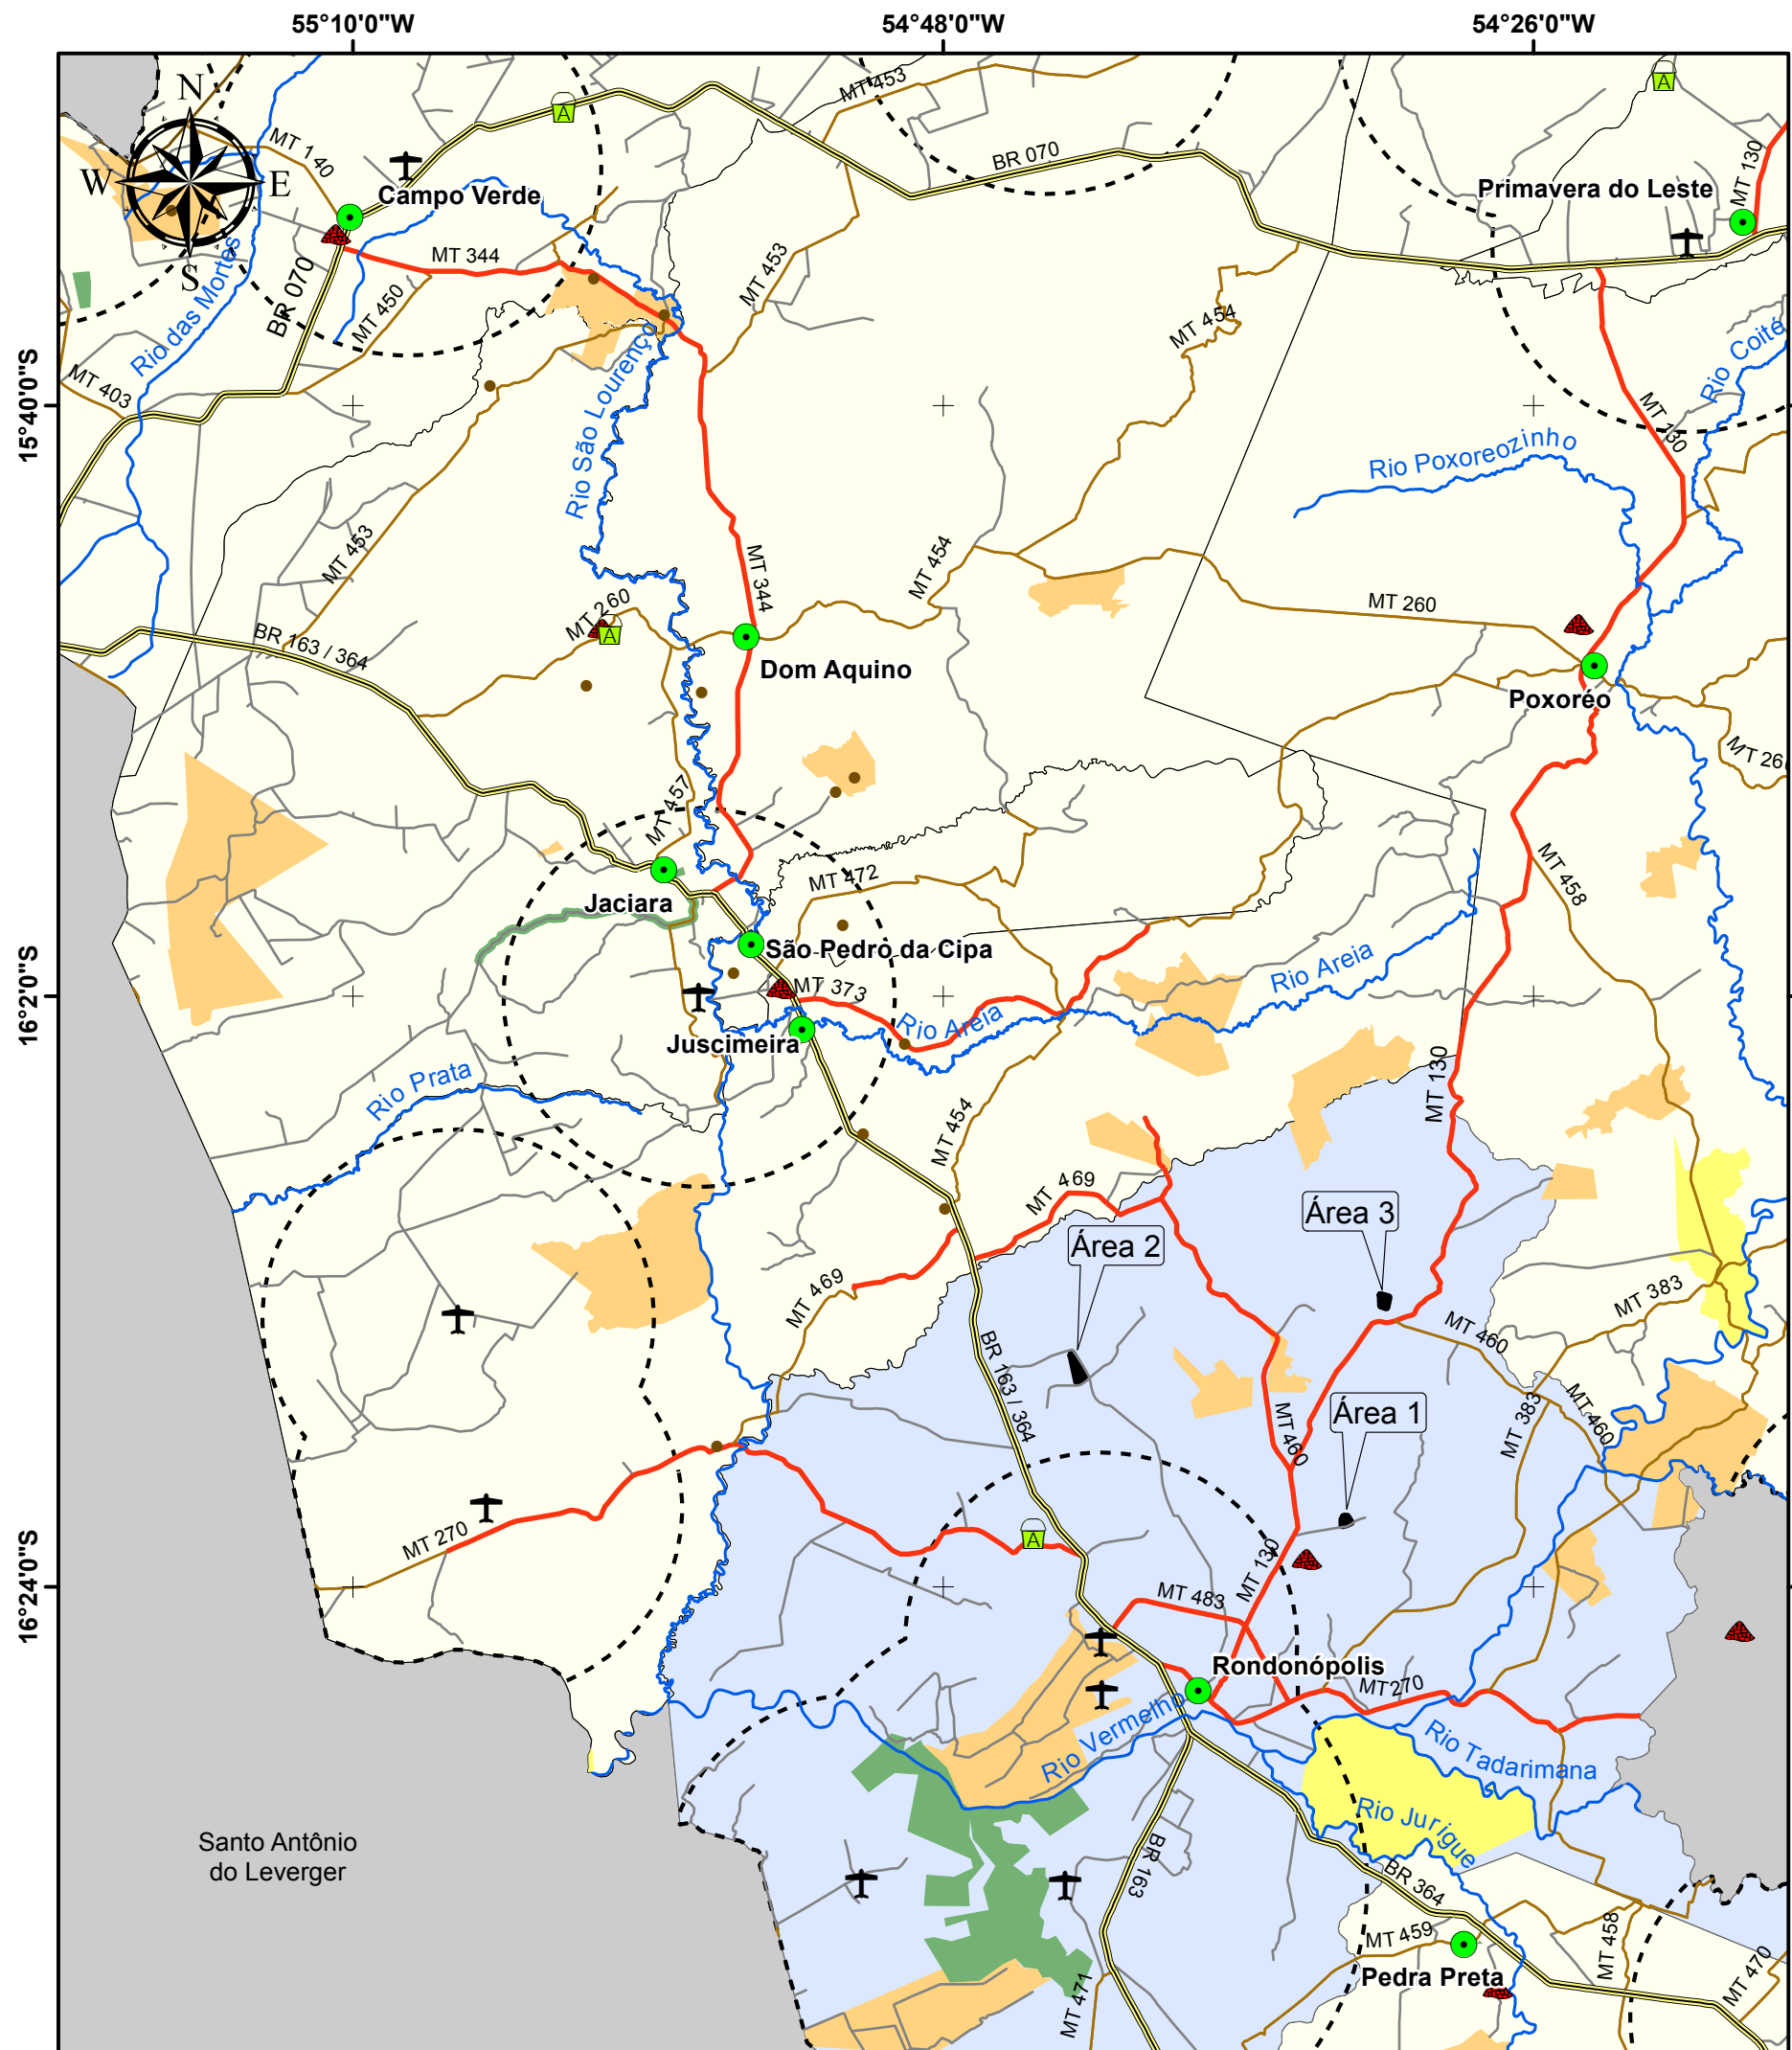 55°10'0"W
54°48'0"W
54°26'0"W
MT 453
A
A
N
MT 140
BR 070
MT 130
W
E
Campo Verde
Primavera do Leste
S
Rio das Mortes
MT 344
BR 070
MT 450
MT 453
MT 454
Rio Coité
15°40'0"S
MT 403
Rio São Lourenço
MT 130
Rio Poxoreozinho
MT 453
MT 344
MT 454
MT 260
MT 260
A
BR 163 / 364
Dom Aquino
Poxoréo
MT 457
MT 472
MT 458
Jaciara
São Pedro da Cipa
Rio Areia
16°2'0"S
MT 373
Rio Areia
Juscimeira
Rio Prata
MT 130
MT 454
MT 469
Área 3
Área 2
MT 469
MT 383
MT 460
BR 163 / 364
MT 460
MT 383
MT 460
Área 1
MT 270
A
MT 130
16°24'0"S
MT 483
Rondonópolis
MT270
Rio Vermelho
Rio Tadarimana
Rio Jurigue
Santo Antônio
do Leverger
BR 163
BR 364
MT 459
MT 458
MT 470
Pedra Preta
MT 471